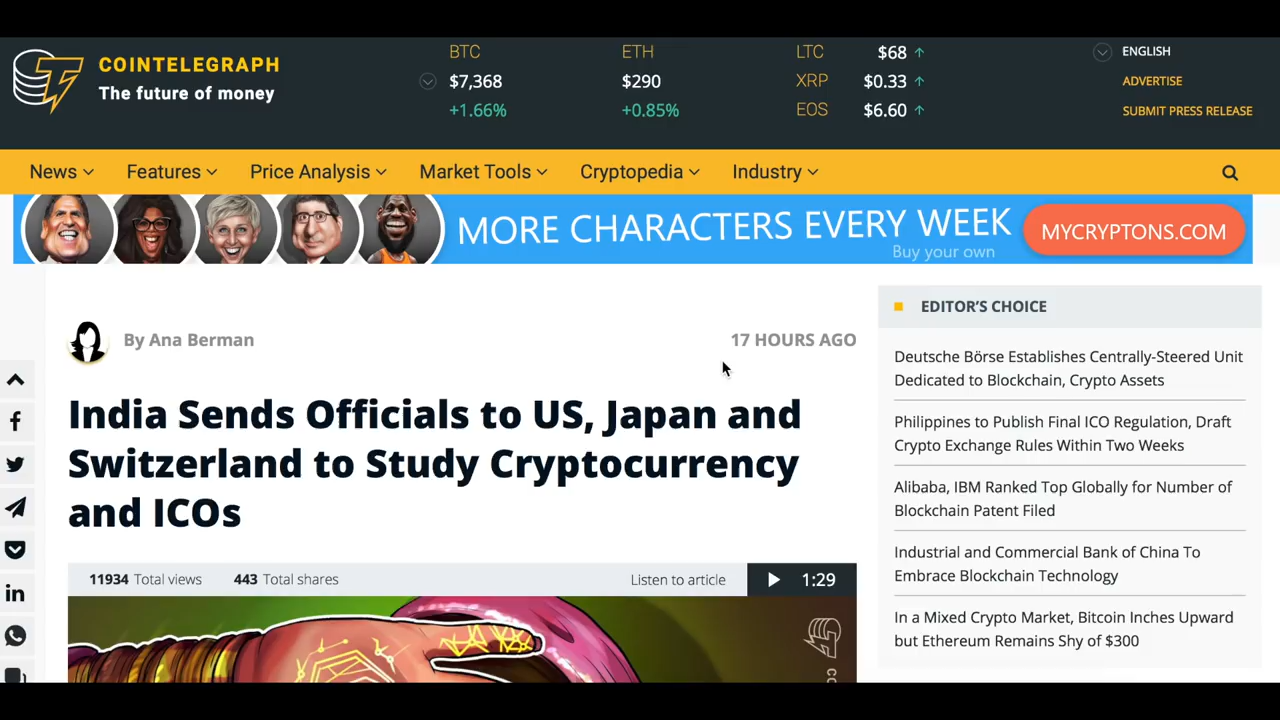 COINTELEGRAPH
The future of money
BTC
$7,368
+1.66%
ETH
$290
+0.85%
LTC $68 ↑
XRP $0.33 ↑
EOS $6.60 ↑
ENGLISH
ADVERTISE
SUBMIT PRESS RELEASE
News Features Price Analysis Market Tools Cryptopedia Industry
MORE CHARACTERS EVERY WEEK
Buy your own
MYCRYPTONS.COM
By Ana Berman
17 HOURS AGO
India Sends Officials to US, Japan and
Switzerland to Study Cryptocurrency
and ICOs
11934 Total views 443 Total shares Listen to article 1:29
EDITOR'S CHOICE
Deutsche Börse Establishes Centrally-Steered Unit
Dedicated to Blockchain, Crypto Assets
Philippines to Publish Final ICO Regulation, Draft
Crypto Exchange Rules Within Two Weeks
Alibaba, IBM Ranked Top Globally for Number of
Blockchain Patent Filed
Industrial and Commercial Bank of China To
Embrace Blockchain Technology
In a Mixed Crypto Market, Bitcoin Inches Upward
but Ethereum Remains Shy of $300